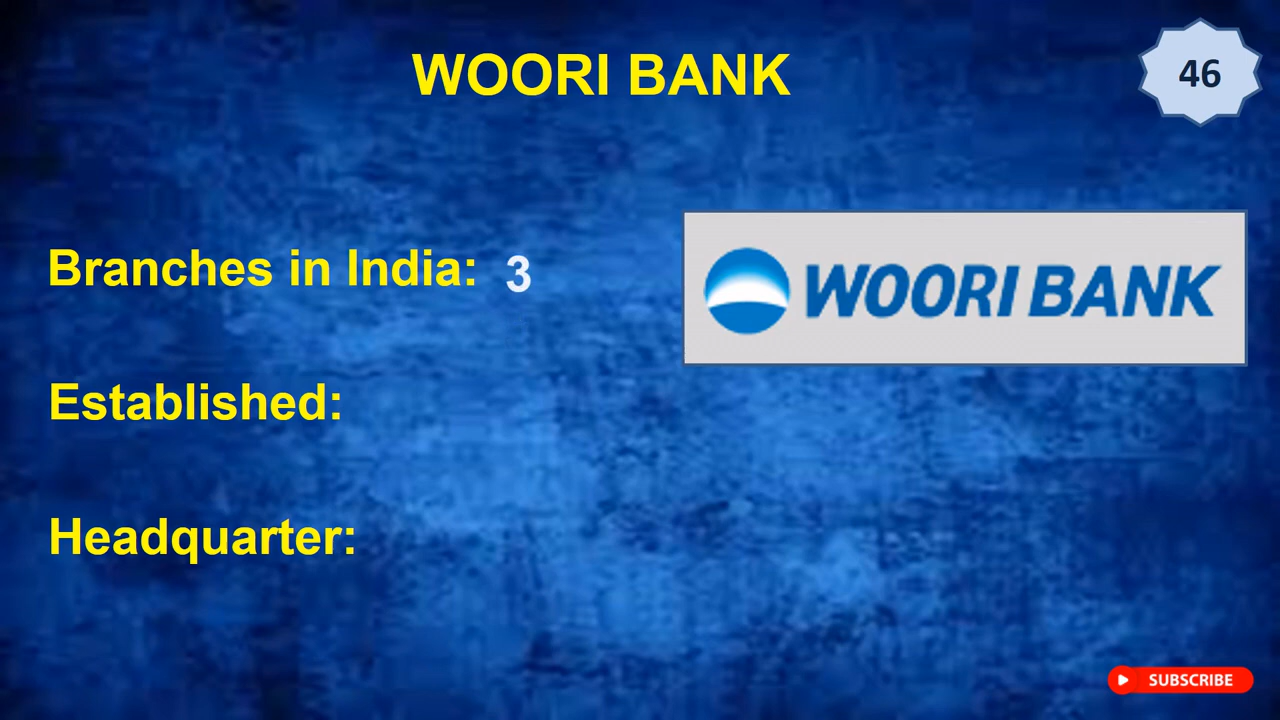 WOORI BANK
46
Branches in India: 3
WOORI BANK
Established:
Headquarter:
SUBSCRIBE